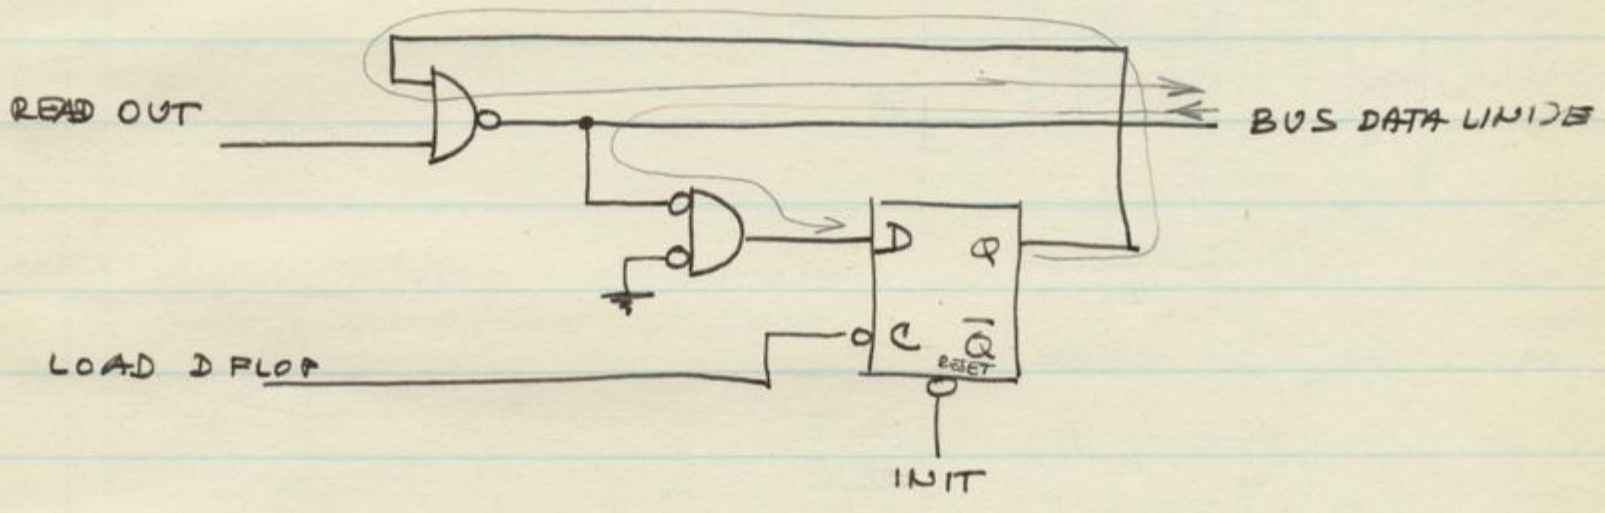 READ OUT
BUS DATA LINE
D Q
LOAD D FLOP
C Q̅
RESET
INIT